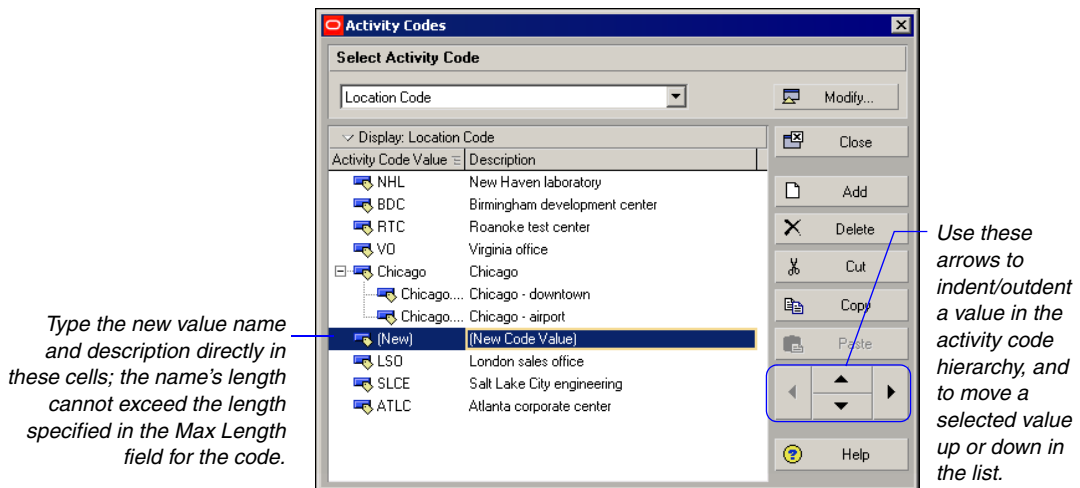 Activity Codes
Select Activity Code
Location Code
Modify...
Display: Location Code
Close
Activity Code Value Description
NHL New Haven laboratory
Add
BDC Birmingham development center
RTC Roanoke test center
Delete
VO Virginia office
Chicago Chicago
Cut
Chicago.... Chicago - downtown
Copy
Chicago.... Chicago - airport
(New) (New Code Value)
Paste
LSO London sales office
SLCE Salt Lake City engineering
ATLC Atlanta corporate center
Help
Type the new value name
and description directly in
these cells; the name's length
cannot exceed the length
specified in the Max Length
field for the code.
Use these
arrows to
indent/outdent
a value in the
activity code
hierarchy, and
to move a
selected value
up or down in
the list.